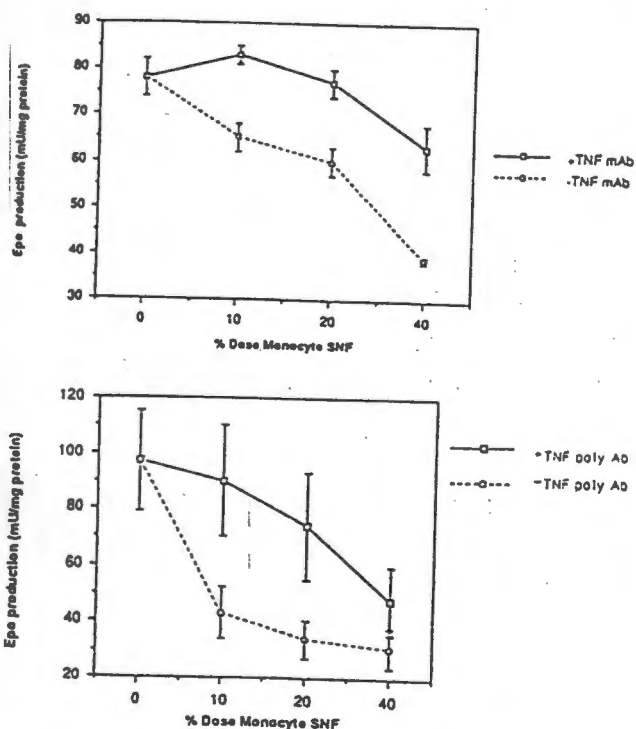 90
80
70
60
50
40
30
Epo production (mU/mg protein)
0 10 20 40
% Dose Monocyte SNF
+TNF mAb
-TNF mAb
120
100
80
60
40
20
Epo production (mU/mg protein)
0 10 20 40
% Dose Monocyte SNF
+TNF poly Ab
-TNF poly Ab